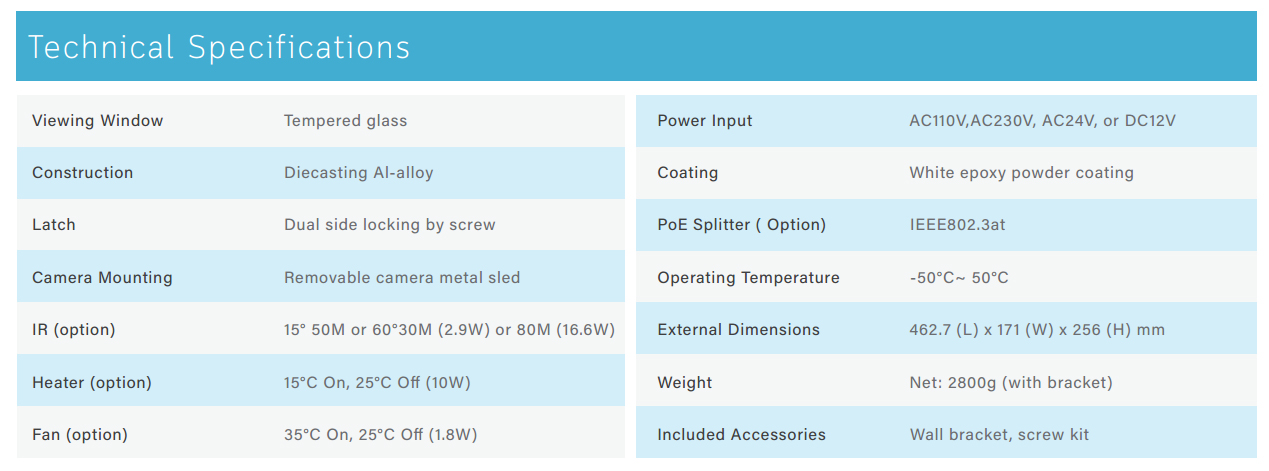 Technical Specifications
Viewing Window Tempered glass
Construction Diecasting Al-alloy
Latch Dual side locking by screw
Camera Mounting Removable camera metal sled
IR (option) 15° 50M or 60°30M (2.9W) or 80M (16.6W)
Heater (option) 15°C On, 25°C Off (10W)
Fan (option) 35°C On, 25°C Off (1.8W)
Power Input AC110V,AC230V, AC24V, or DC12V
Coating White epoxy powder coating
PoE Splitter ( Option) IEEE802.3at
Operating Temperature -50°C~ 50°C
External Dimensions 462.7 (L) x 171 (W) x 256 (H) mm
Weight Net: 2800g (with bracket)
Included Accessories Wall bracket, screw kit